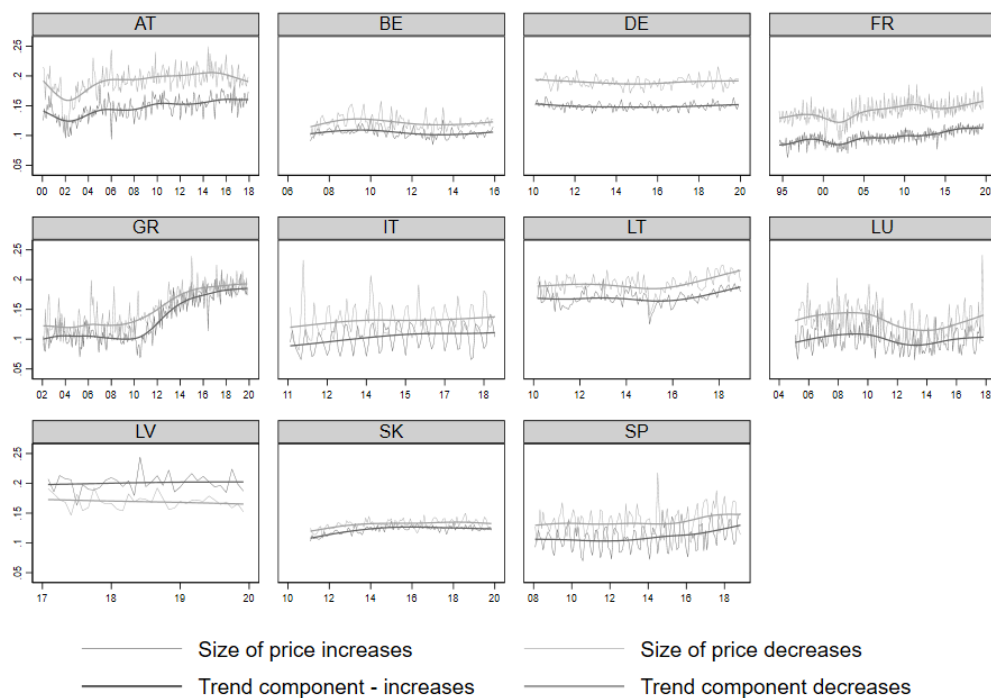 AT BE DE FR
.25
.2
.15
.1
.05
00 02 04 06 08 10 12 14 16 18 06 08 10 12 14 16 10 12 14 16 18 20 95 00 05 10 15 20
GR IT LT LU
.25
.2
.15
.1
.05
02 04 06 08 10 12 14 16 18 20 11 12 13 14 15 16 17 18 10 12 14 16 18 04 06 08 10 12 14 16 18
LV SK SP
.25
.2
.15
.1
.05
17 18 19 20 10 12 14 16 18 20 08 10 12 14 16 18
Size of price increases Size of price decreases
Trend component - increases Trend component decreases